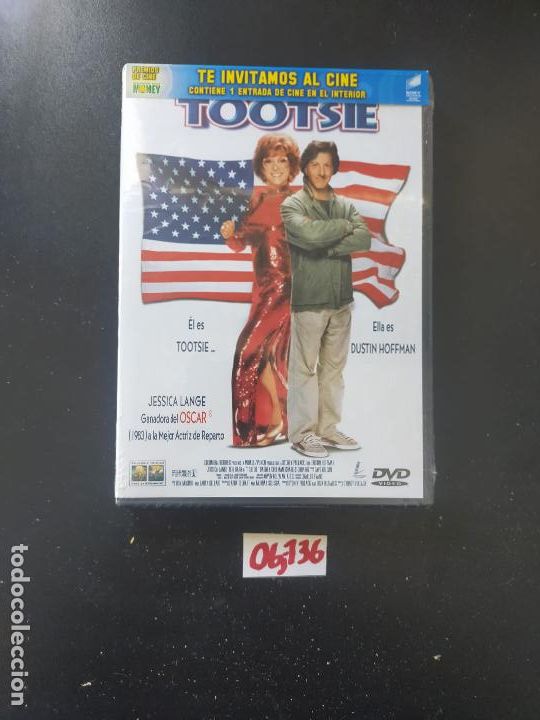 PREMIOS
DE CINE
MONEY
TE INVITAMOS AL CINE
CONTIENE 1 ENTRADA DE CINE EN EL INTERIOR
TOOTSIE
Él es
TOOTSIE ...
Ella es
DUSTIN HOFFMAN
JESSICA LANGE
Ganadora del OSCAR®
(1983) a la Mejor Actriz de Reparto
DVD
VIDEO
06,736
todocoleccion